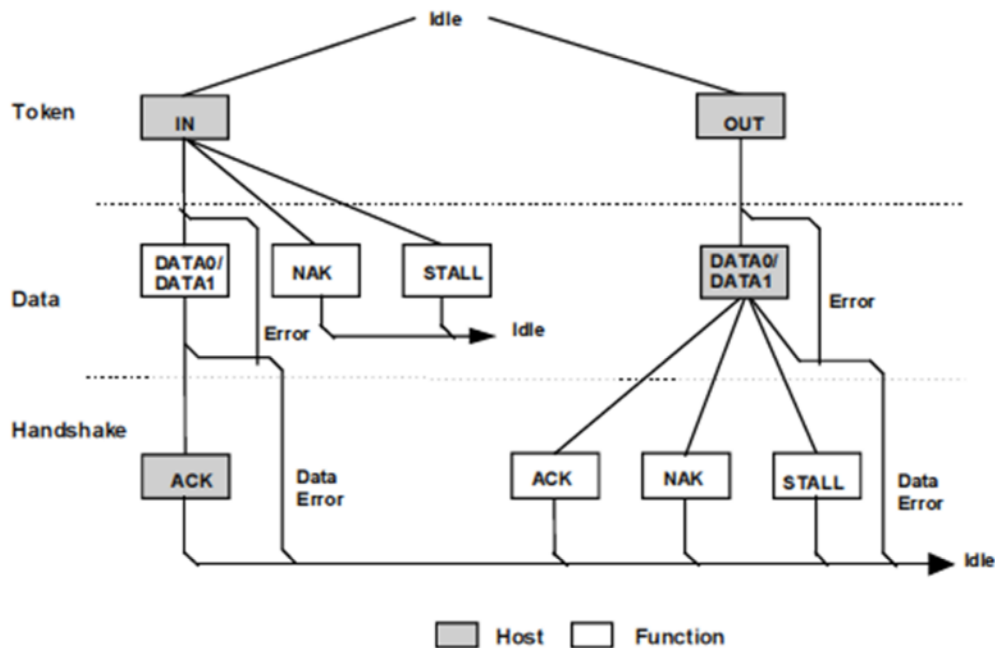 Idle
Token
IN
OUT
DATA0/
DATA1
NAK
STALL
DATA0/
DATA1
Data
Error
Idle
Error
Handshake
ACK
Data
Error
ACK
NAK
STALL
Data
Error
Idle
Host
Function